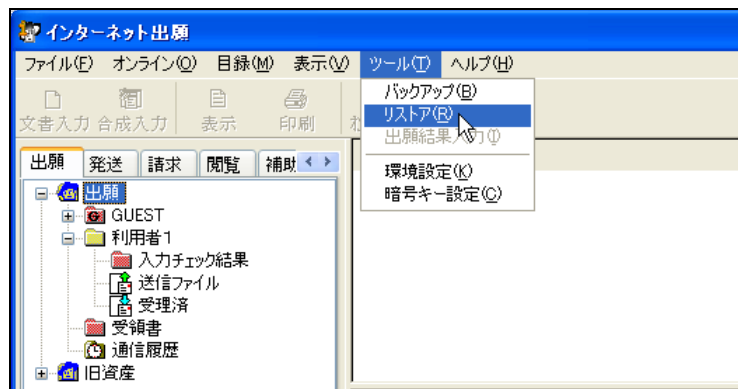 インターネット出願
ファイル(F) オンライン(O) 目録(M) 表示(V) ツール(T) ヘルプ(H)
文書入力 合成入力 表示 印刷
バックアップ(B)
リストア(R)
出願結果入力(I)
環境設定(K)
暗号キー設定(C)
出願 発送 請求 閲覧 補助
出願
GUEST
利用者1
入力チェック結果
送信ファイル
受理済
受領書
通信履歴
旧資産